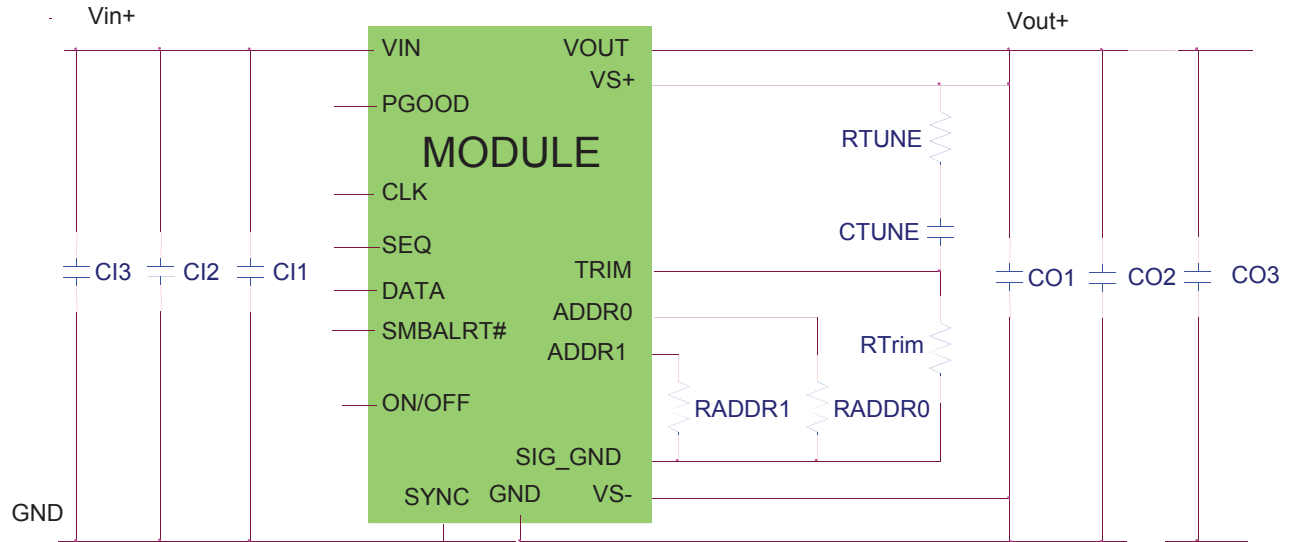 Vin+
Vout+
VIN
VOUT
VS+
PGOOD
MODULE
RTUNE
CLK
CTUNE
SEQ
TRIM
CI3
CI2
CI1
CO1
CO2
CO3
DATA
ADDR0
SMBALRT#
ADDR1
RTrim
ON/OFF
RADDR1
RADDR0
SIG_GND
SYNC
GND
VS-
GND